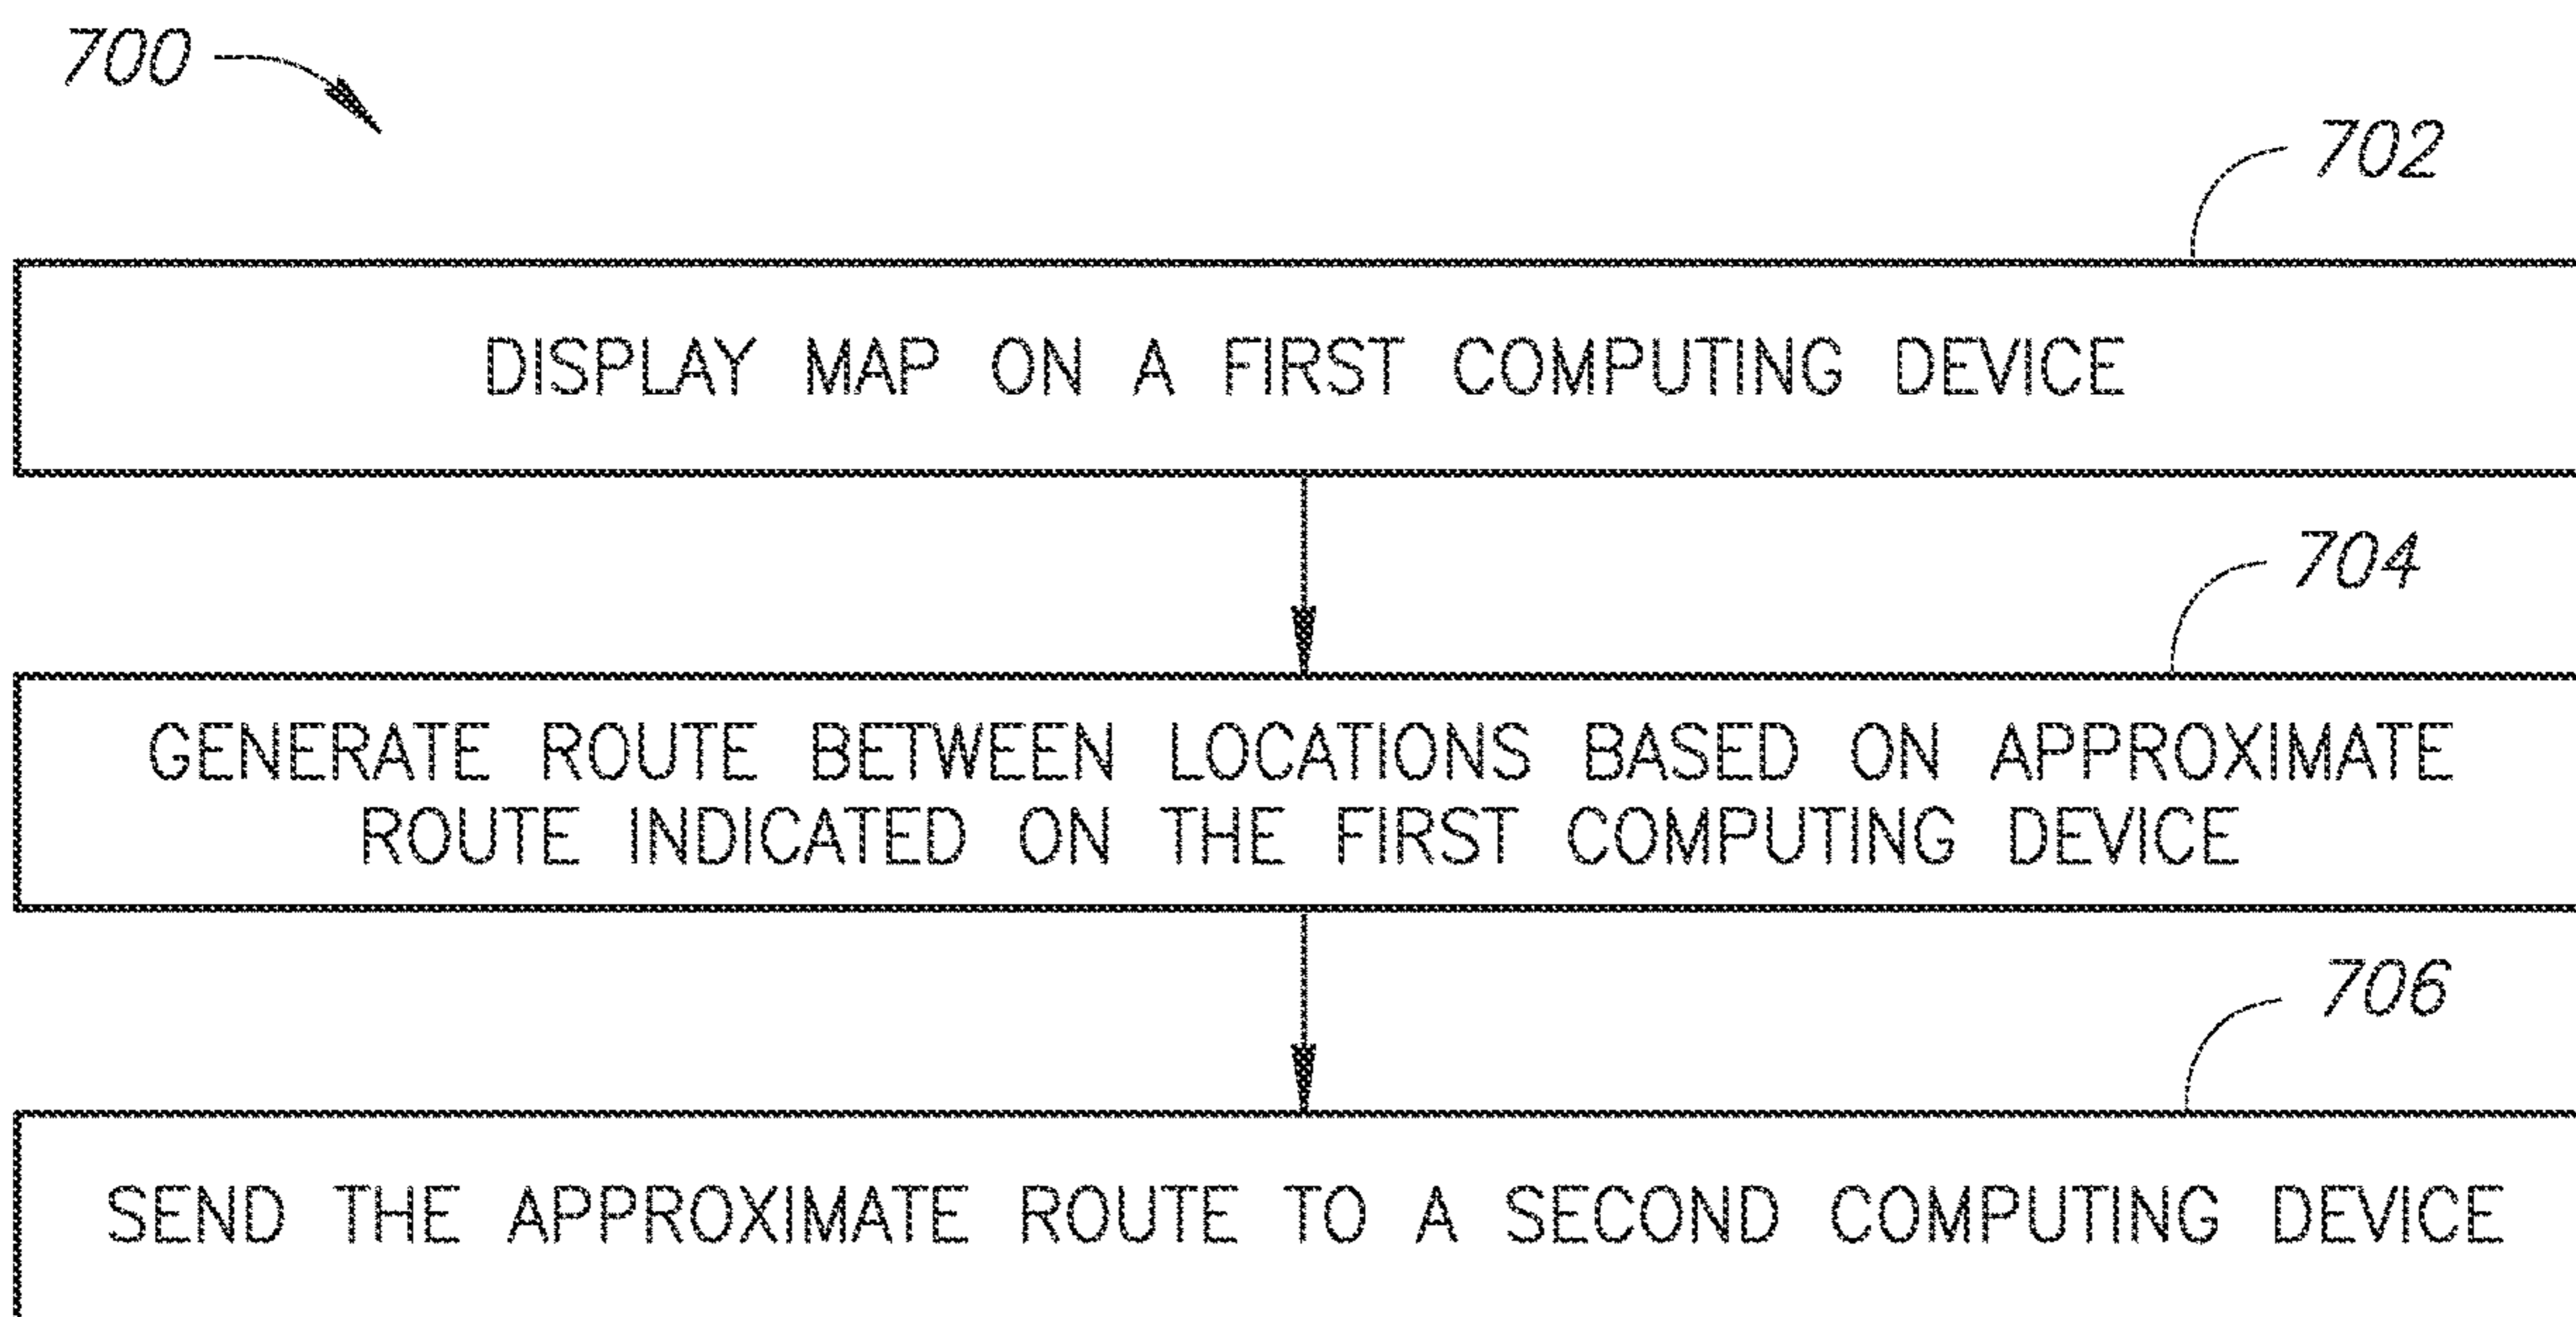 700
702
DISPLAY MAP ON A FIRST COMPUTING DEVICE
704
GENERATE ROUTE BETWEEN LOCATIONS BASED ON APPROXIMATE
ROUTE INDICATED ON THE FIRST COMPUTING DEVICE
706
SEND THE APPROXIMATE ROUTE TO A SECOND COMPUTING DEVICE